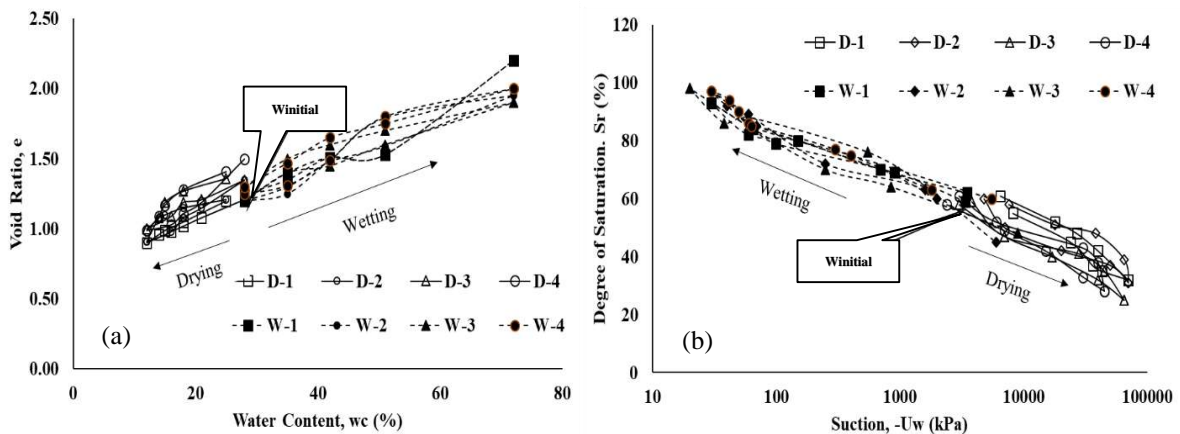 2.50
2.00
1.50
1.00
0.50
0.00
Void Ratio, e
Winitial
Wetting
Drying
D-1 D-2 D-3 D-4
W-1 W-2 W-3 W-4
(a)
0 20 40 60 80
Water Content, wc (%)
120
100
80
60
40
20
0
Degree of Saturation. Sr (%)
D-1 D-2 D-3 D-4
W-1 W-2 W-3 W-4
Wetting
Winitial
Drying
(b)
10 100 1000 10000 100000
Suction, -Uw (kPa)